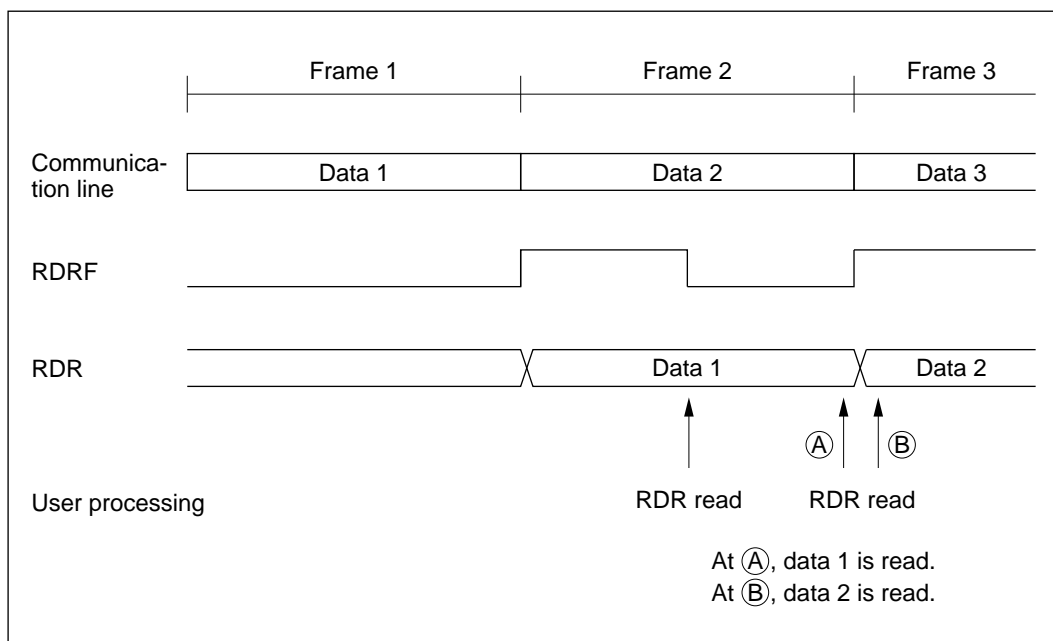 Frame 1 Frame 2 Frame 3
Communica-
tion line
Data 1 Data 2 Data 3
RDRF
RDR
Data 1 Data 2
A B
User processing
RDR read RDR read
At A, data 1 is read.
At B, data 2 is read.